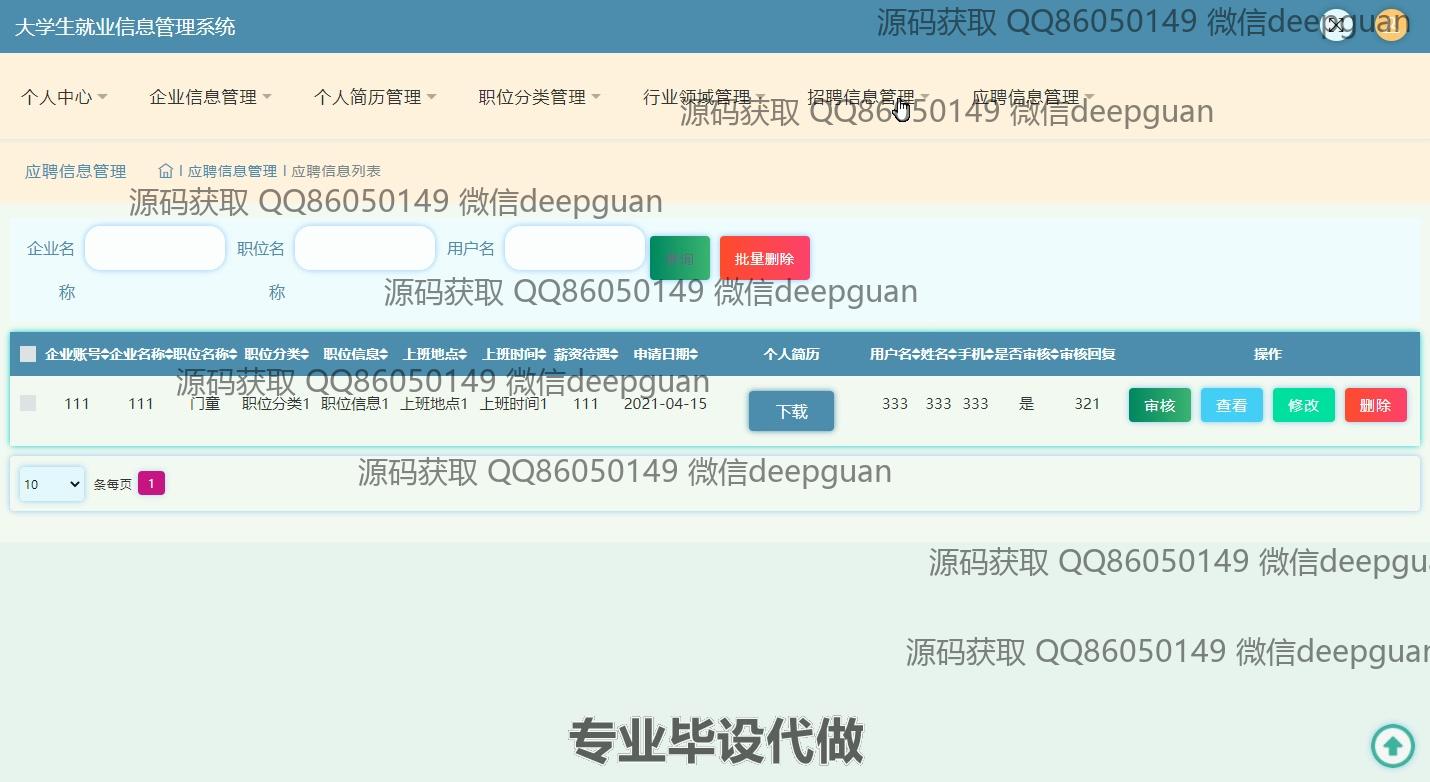 大学生就业信息管理系统
源码获取 QQ86050149 微信deepguan
个人中心 企业信息管理 个人简历管理 职位分类管理 行业领域管理 招聘信息管理 应聘信息管理
源码获取 QQ86050149 微信deepguan
应聘信息管理 应聘信息管理 应聘信息列表
源码获取 QQ86050149 微信deepguan
企业名称 职位名称 用户名 查询 批量删除
源码获取 QQ86050149 微信deepguan
企业账号 企业名称 职位名称 职位分类 职位信息 上班地点 上班时间 薪资待遇 申请日期 个人简历 用户名 姓名 手机 是否审核 审核回复 操作
源码获取 QQ86050149 微信deepguan
111 111 门童 职位分类1 职位信息1 上班地点1 上班时间1 111 2021-04-15 下载 333 333 333 是 321 审核 查看 修改 删除
源码获取 QQ86050149 微信deepguan
10 条每页 1
源码获取 QQ86050149 微信deepgu
源码获取 QQ86050149 微信deepguan
专业毕设代做